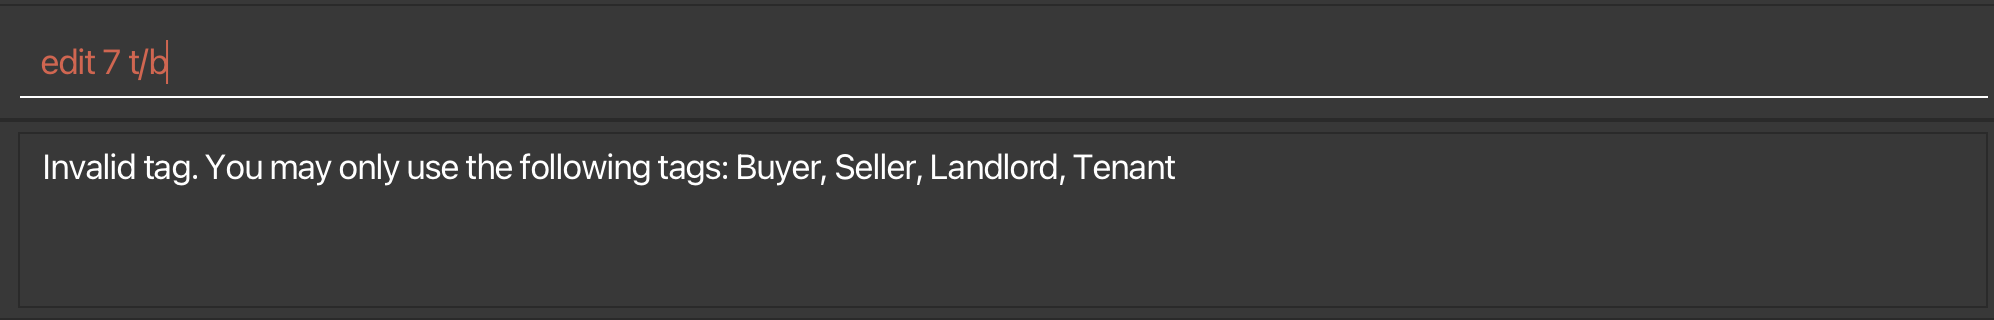 edit 7 t/b
Invalid tag. You may only use the following tags: Buyer, Seller, Landlord, Tenant